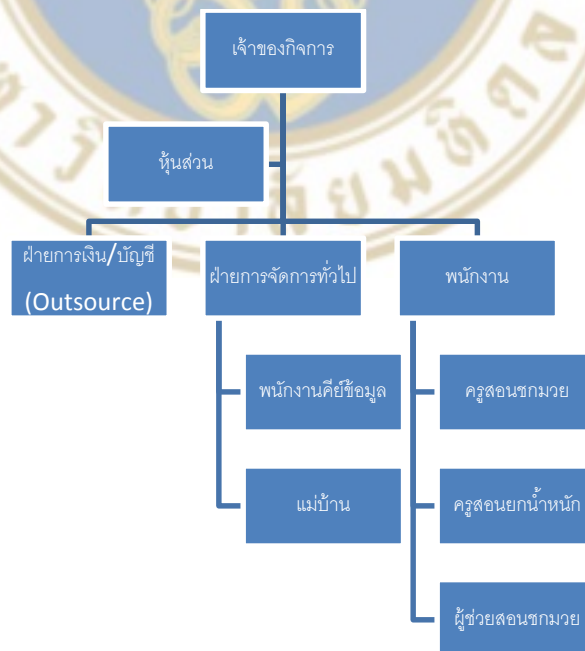 เจ้าของกิจการ
หุ้นส่วน
ฝ่ายการเงิน/บัญชี
(Outsource)
ฝ่ายการจัดการทั่วไป
พนักงาน
พนักงานคีย์ข้อมูล
ครูสอนชกมวย
แม่บ้าน
ครูสอนยกน้ำหนัก
ผู้ช่วยสอนชกมวย